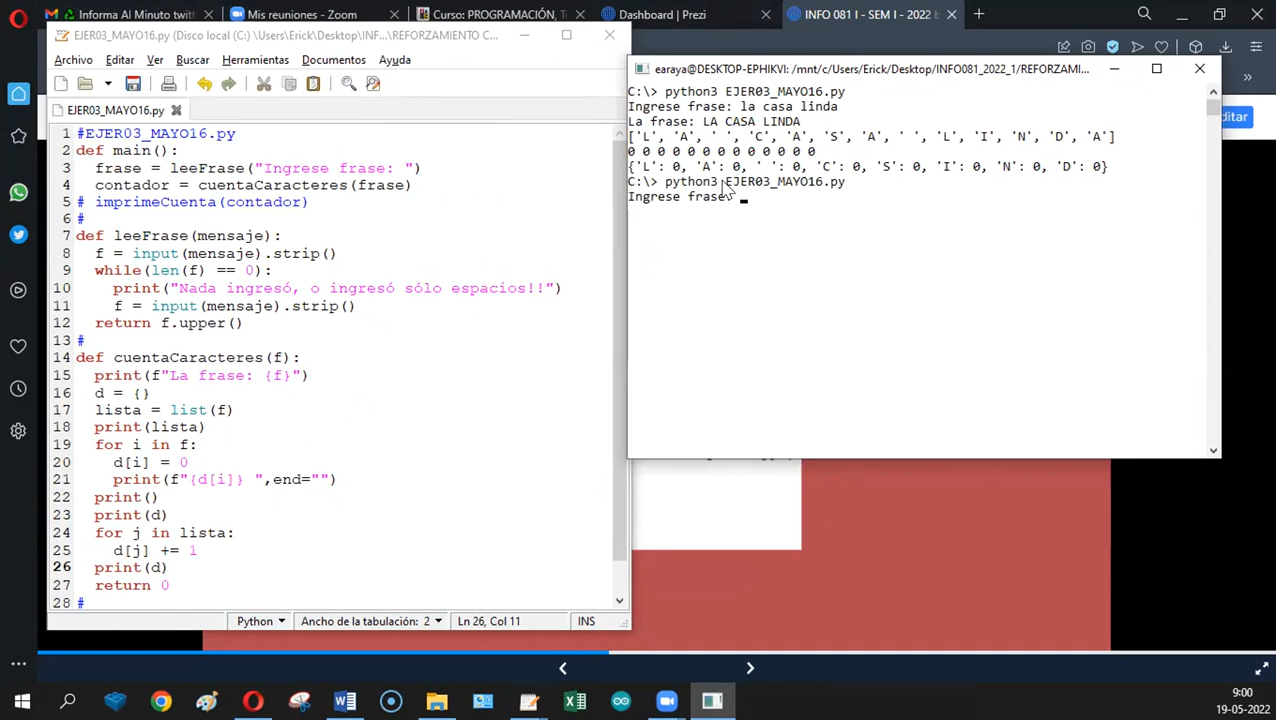 Informa Al Minuto twitt
Mis reuniones - Zoom
Curso: PROGRAMACIÓN, T
Dashboard | Prezi
INFO 081 I - SEM I - 2022 E
EJER03_MAYO16.py (Disco local (C:) \Users\Erick\Desktop\INF...\REFORZAMIENTO C...
Archivo Editar Ver Buscar Herramientas Documentos Ayuda
EJER03_MAYO16.py
1 #EJER03_MAYO16.py
2 def main():
3 frase = leeFrase("Ingrese frase: ")
4 contador = cuentaCaracteres(frase)
5 # imprimeCuenta(contador)
6 #
7 def leeFrase(mensaje):
8 f = input(mensaje).strip()
9 while(len(f) == 0):
10 print("Nada ingresó, o ingresó sólo espacios!!")
11 f = input(mensaje).strip()
12 return f.upper()
13 #
14 def cuentaCaracteres(f):
15 print(f"La frase: {f}")
16 d = {}
17 lista = list(f)
18 print(lista)
19 for i in f:
20 d[i] = 0
21 print(f"{d[i]} ",end="")
22 print()
23 print(d)
24 for j in lista:
25 d[j] += 1
26 print(d)
27 return 0
28 #
Python Ancho de la tabulación: 2 Ln 26, Col 11 INS
earaya@DESKTOP-EPHIKVI: /mnt/c/Users/Erick/Desktop/INFO081_2022_1/REFORZAMI...
C:\> python3 EJER03_MAYO16.py
Ingrese frase: la casa linda
La frase: LA CASA LINDA
['L', 'A', ' ', 'C', 'A', 'S', 'A', ' ', 'L', 'I', 'N', 'D', 'A']
0 0 0 0 0 0 0 0 0 0 0 0 0
{'L': 0, 'A': 0, ' ': 0, 'C': 0, 'S': 0, 'I': 0, 'N': 0, 'D': 0}
C:\> python3 EJER03_MAYO16.py
Ingrese frase:
ditar
9:00
19-05-2022